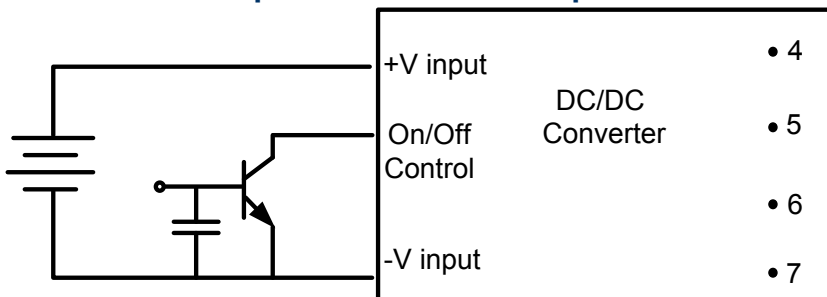 +V input
On/Off
Control
-V input
DC/DC
Converter
4
5
6
7